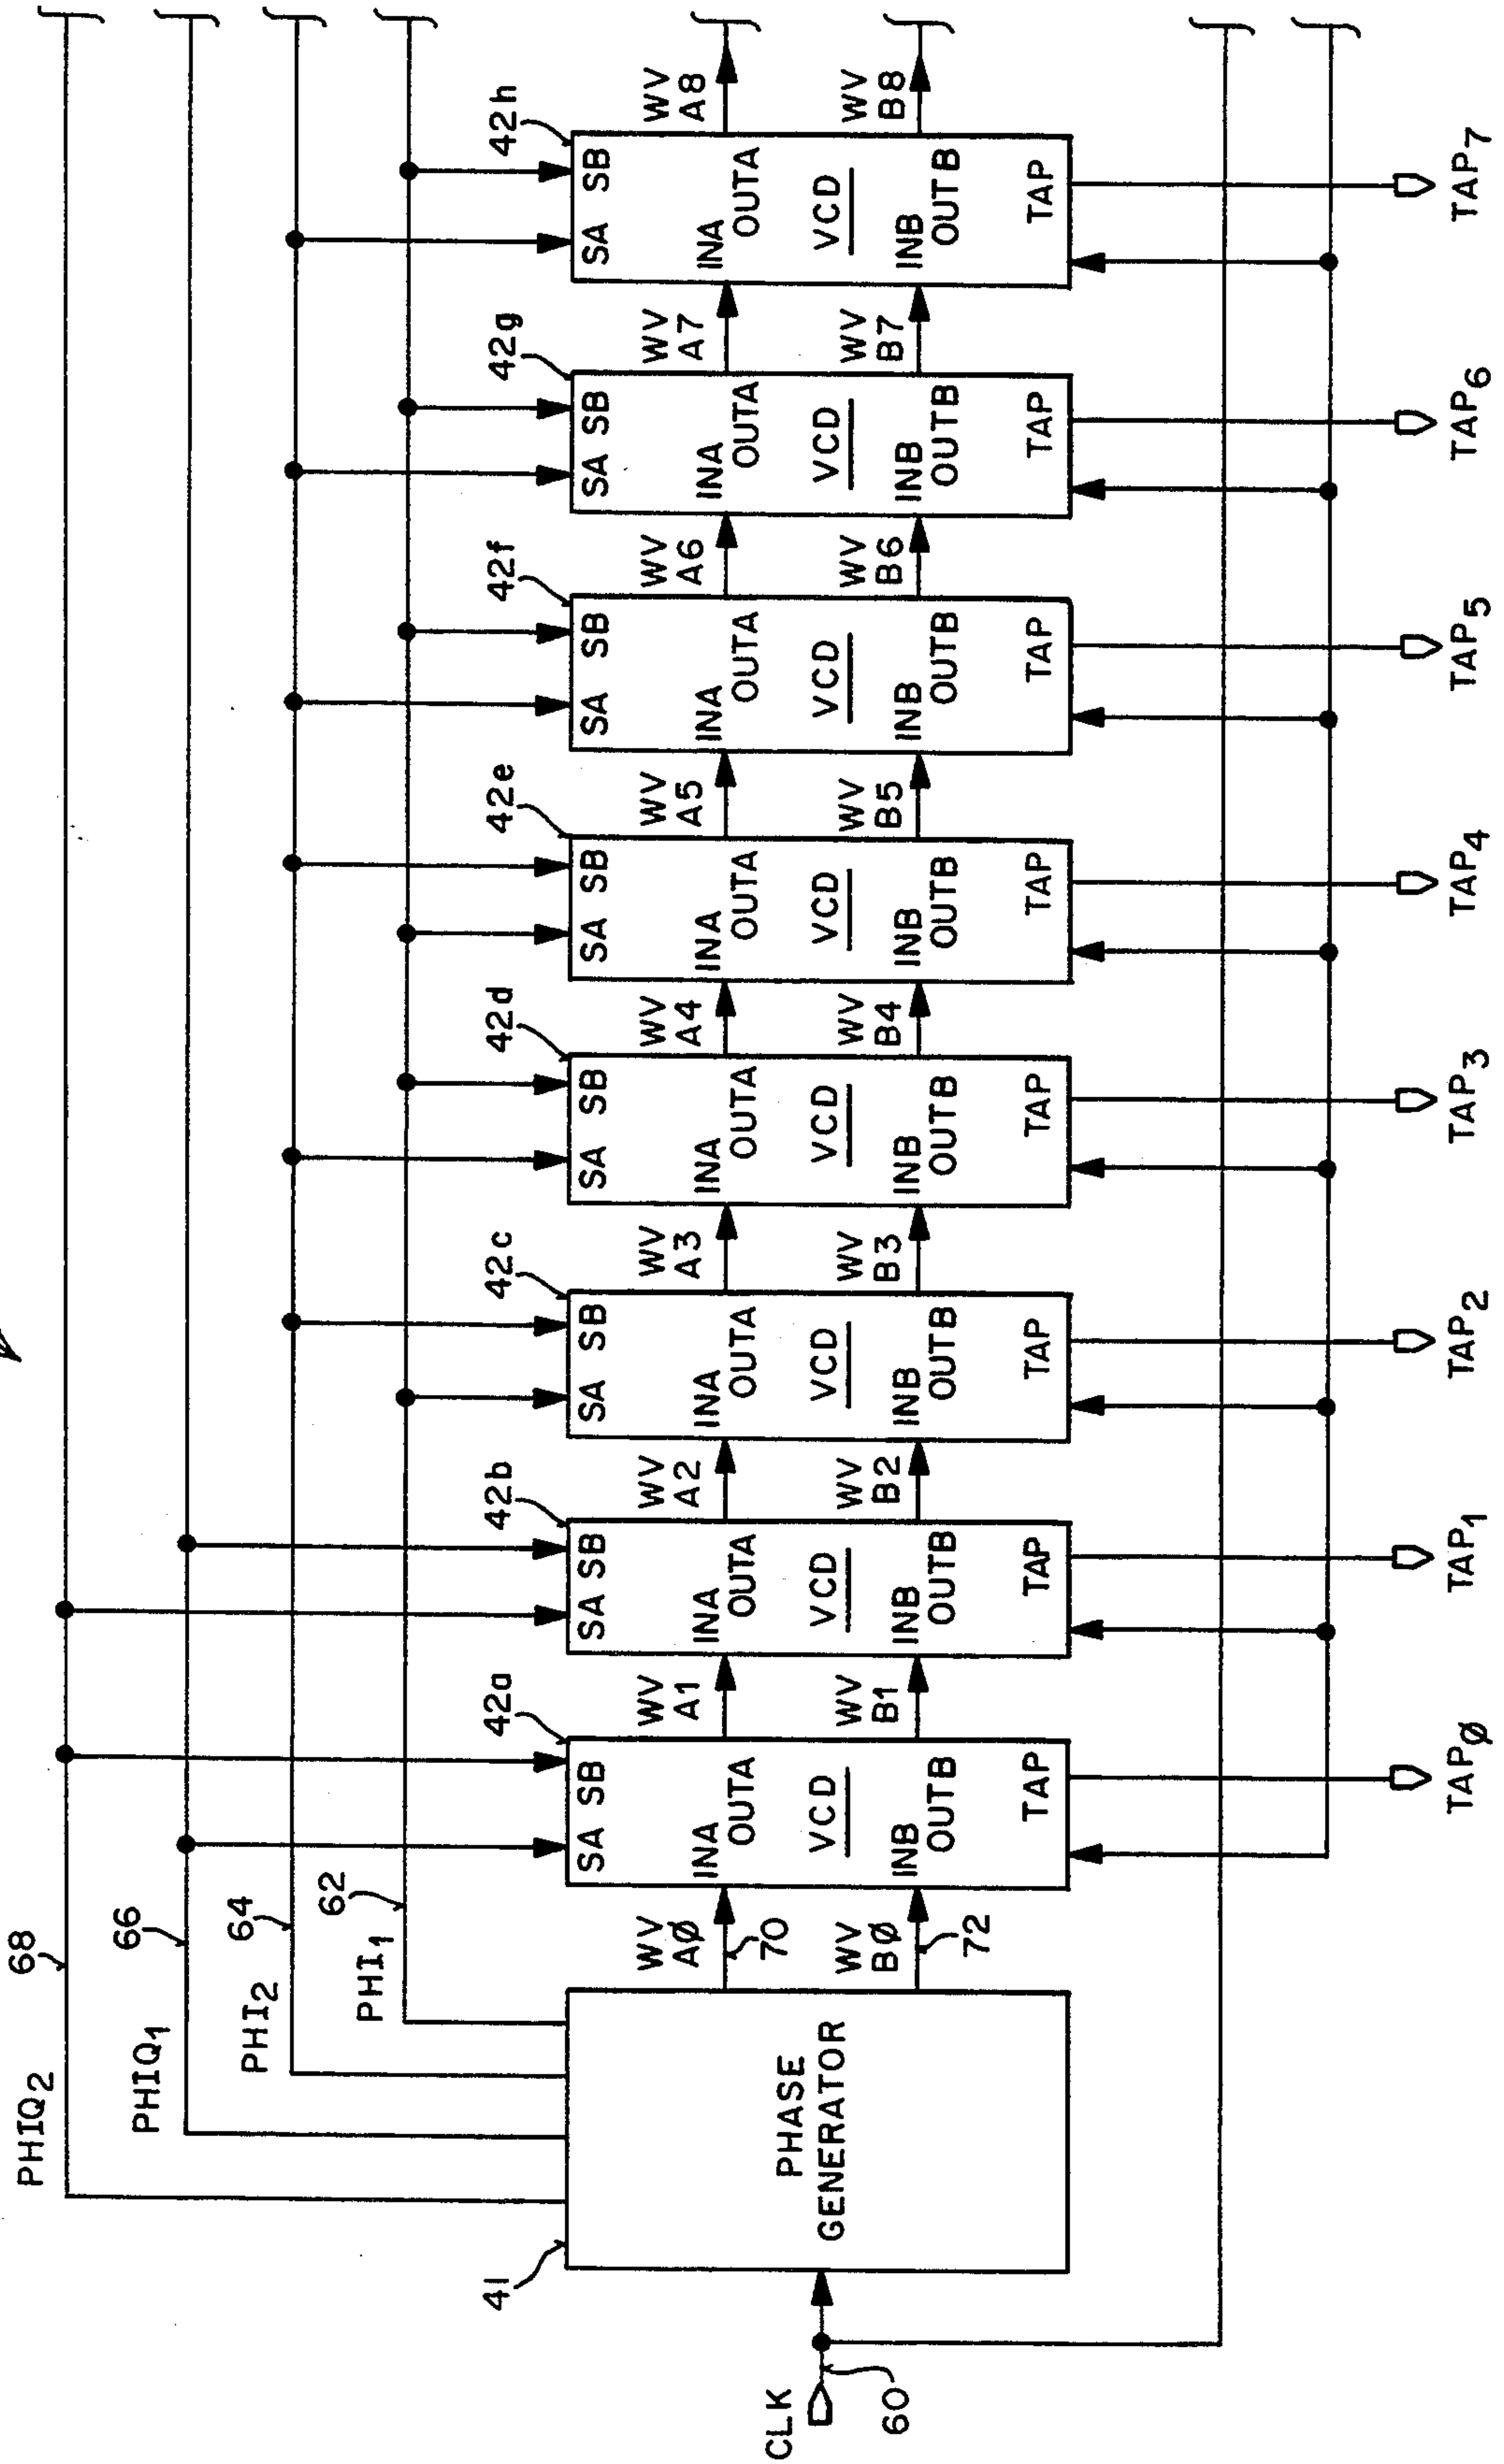 PHIQ2
68
PHIQ1
66
PHI2
64
PHI1
62
41
42a
42b
42c
42d
42e
42f
42g
42h
SA SB
SA SB
SA SB
SA SB
SA SB
SA SB
SA SB
SA SB
WV
AØ
WV
A1
WV
A2
WV
A3
WV
A4
WV
A5
WV
A6
WV
A7
WV
A8
70
INA
OUTA
INA
OUTA
INA
OUTA
INA
OUTA
INA
OUTA
INA
OUTA
INA
OUTA
INA
OUTA
CLK
60
PHASE
GENERATOR
VCD
VCD
VCD
VCD
VCD
VCD
VCD
VCD
WV
BØ
WV
B1
WV
B2
WV
B3
WV
B4
WV
B5
WV
B6
WV
B7
WV
B8
72
INB
OUTB
INB
OUTB
INB
OUTB
INB
OUTB
INB
OUTB
INB
OUTB
INB
OUTB
INB
OUTB
TAP
TAP
TAP
TAP
TAP
TAP
TAP
TAP
TAPØ
TAP1
TAP2
TAP3
TAP4
TAP5
TAP6
TAP7